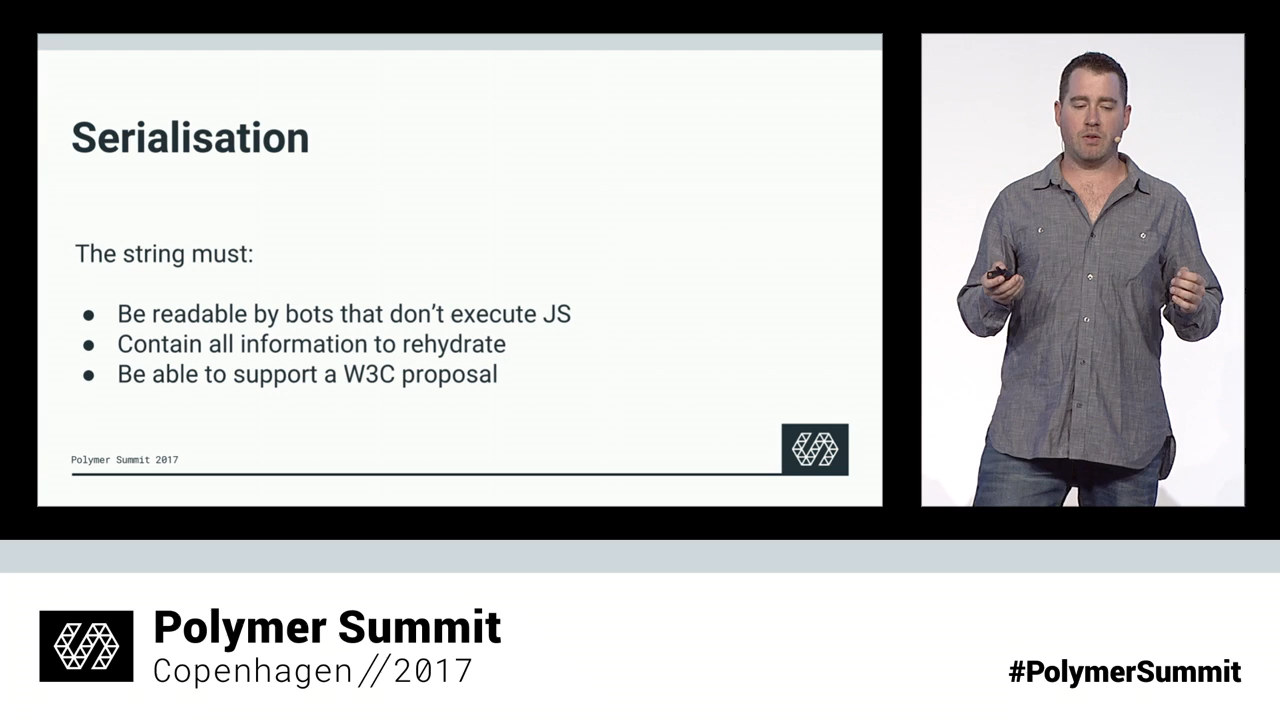 Serialisation
The string must:
● Be readable by bots that don’t execute JS
● Contain all information to rehydrate
● Be able to support a W3C proposal
Polymer Summit 2017
Polymer Summit
Copenhagen//2017
#PolymerSummit